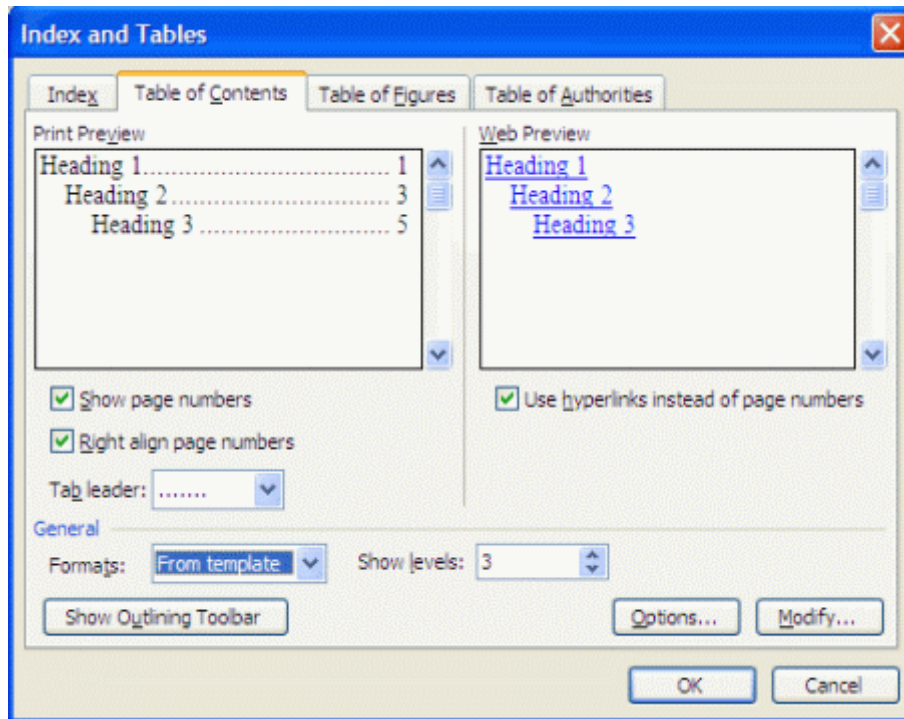 Index and Tables
Index Table of Contents Table of Figures Table of Authorities
Print Preview Web Preview
Heading 1.................................... 1
Heading 2................................ 3
Heading 3 ............................ 5
Heading 1
Heading 2
Heading 3
Show page numbers
Use hyperlinks instead of page numbers
Right align page numbers
Tab leader: .......
General
Formats: From template Show levels: 3
Show Outlining Toolbar Options... Modify...
OK Cancel